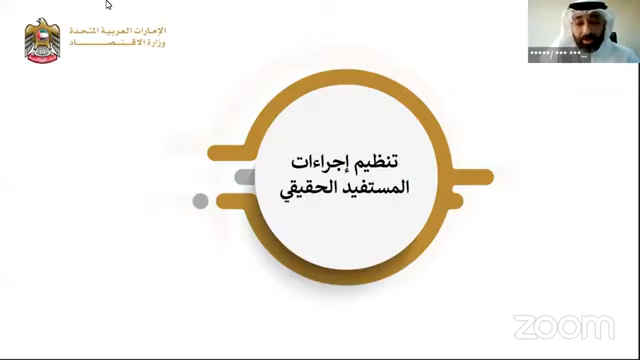 الإمارات العربية المتحدة
وزارة الاقتصاد
تنظيم إجراءات
المستفيد الحقيقي
zoom